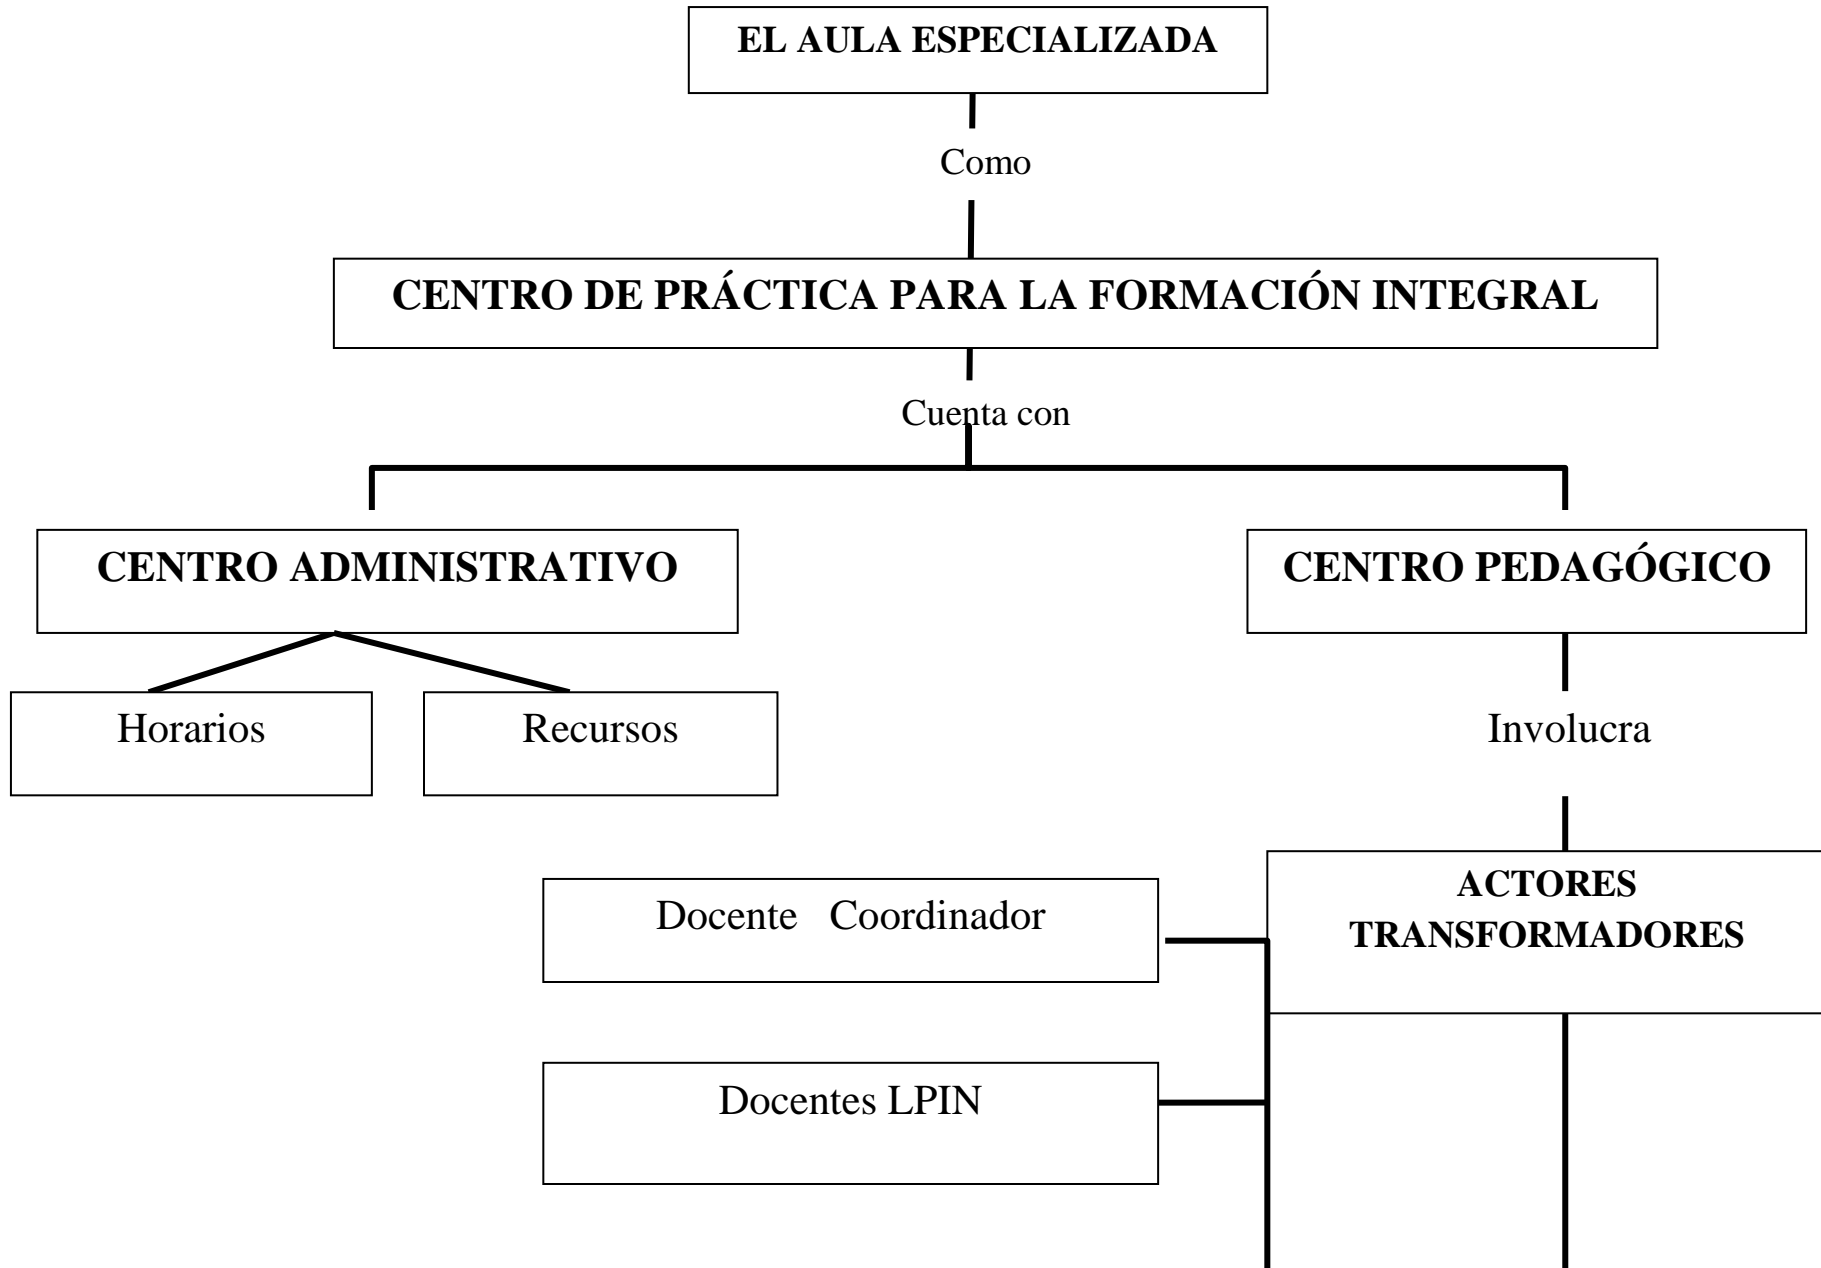 EL AULA ESPECIALIZADA
Como
CENTRO DE PRÁCTICA PARA LA FORMACIÓN INTEGRAL
Cuenta con
CENTRO ADMINISTRATIVO
CENTRO PEDAGÓGICO
Horarios
Recursos
Involucra
ACTORES
TRANSFORMADORES
Docente Coordinador
Docentes LPIN